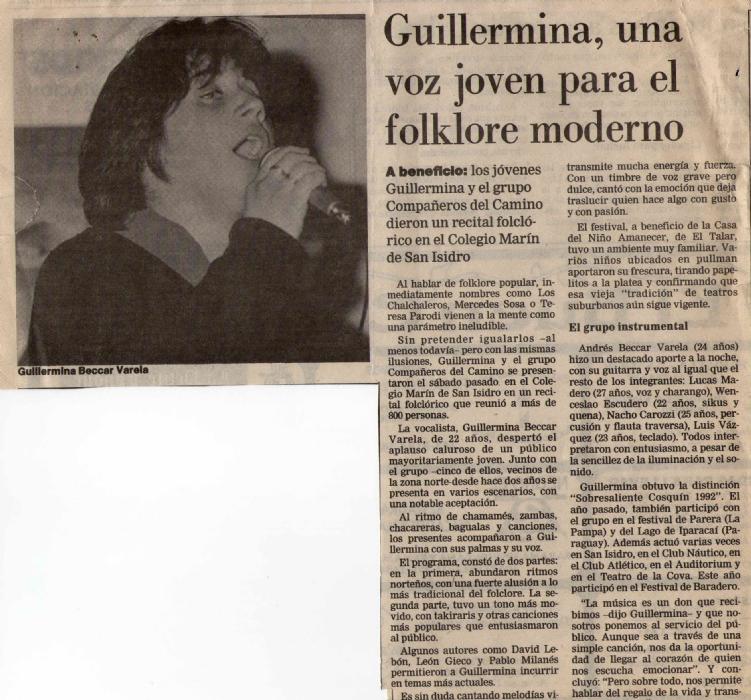 Guillermina, una
voz joven para el
folklore moderno
Guillermina Beccar Varela
A beneficio: los jóvenes
Guillermina y el grupo
Compañeros del Camino
dieron un recital folcló-
rico en el Colegio Marín
de San Isidro
Al hablar de folklore popular, in-
mediatamente nombres como Los
Chalchaleros, Mercedes Sosa o Te-
resa Parodi vienen a la mente como
un parámetro ineludible.
Sin pretender igualarlos –al
menos todavía– pero con las mismas
ilusiones, Guillermina y el grupo
Compañeros del Camino se presen-
taron el sábado pasado en el Cole-
gio Marín de San Isidro en un reci-
tal folclórico que reunió a más de
800 personas.
La vocalista, Guillermina Beccar
Varela, de 22 años, despertó el
aplauso caluroso de un público
mayoritariamente joven. Junto con
el grupo –cinco de ellos, vecinos de
la zona norte– desde hace dos años se
presenta en varios escenarios, con
una notable aceptación.
Al ritmo de chamamés, zambas,
chacareras, bagualas y canciones,
los presentes acompañaron a Gui-
llermina con sus palmas y su voz.
El programa, constó de dos partes:
en la primera, abundaron ritmos
norteños, con una fuerte alusión a lo
más tradicional del folclore. La se-
gunda parte, tuvo un tono más mo-
vido, con takiraris y otras canciones
más populares que entusiasmaron
al público.
Algunos autores como David Le-
bón, León Gieco y Pablo Milanés
permitieron a Guillermina incurrir
en temas más actuales.
Es sin duda cantando melodías vi-
transmite mucha energía y fuerza.
Con un timbre de voz grave pero
dulce, cantó con la emoción que deja
traslucir quien hace algo con gusto
y con pasión.
El festival, a beneficio de la Casa
del Niño Amanecer, de El Talar,
tuvo un ambiente muy familiar. Va-
rios niños ubicados en pullman
aportaron su frescura, tirando pape-
litos a la platea y confirmando que
esa vieja "tradición" de teatros
suburbanos aún sigue vigente.
El grupo instrumental
Andrés Beccar Varela (24 años)
hizo un destacado aporte a la noche,
con su guitarra y voz al igual que el
resto de los integrantes: Lucas Ma-
dero (27 años, voz y charango), Wen-
ceslao Escudero (22 años, sikus y
quena), Nacho Carozzi (25 años, per-
cusión y flauta traversa), Luis Váz-
quez (23 años, teclado). Todos inter-
pretaron con entusiasmo, a pesar de
la sencillez de la iluminación y el so-
nido.
Guillermina obtuvo la distinción
"Sobresaliente Cosquín 1992". El
año pasado, también participó con
el grupo en el festival de Parera (La
Pampa) y del Lago de Iparacaí (Pa-
raguay). Además actuó varias veces
en San Isidro, en el Club Náutico, en
el Club Atlético, en el Auditorium y
en el Teatro de la Cova. Este año
participó en el Festival de Baradero.
"La música es un don que reci-
bimos –dijo Guillermina– y que no-
sotros ponemos al servicio del pú-
blico. Aunque sea a través de una
simple canción, nos da la oportuni-
dad de llegar al corazón de quien
nos escucha emocionar". Y con-
cluyó: "Pero sobre todo, nos permite
hablar del regalo de la vida y trans-